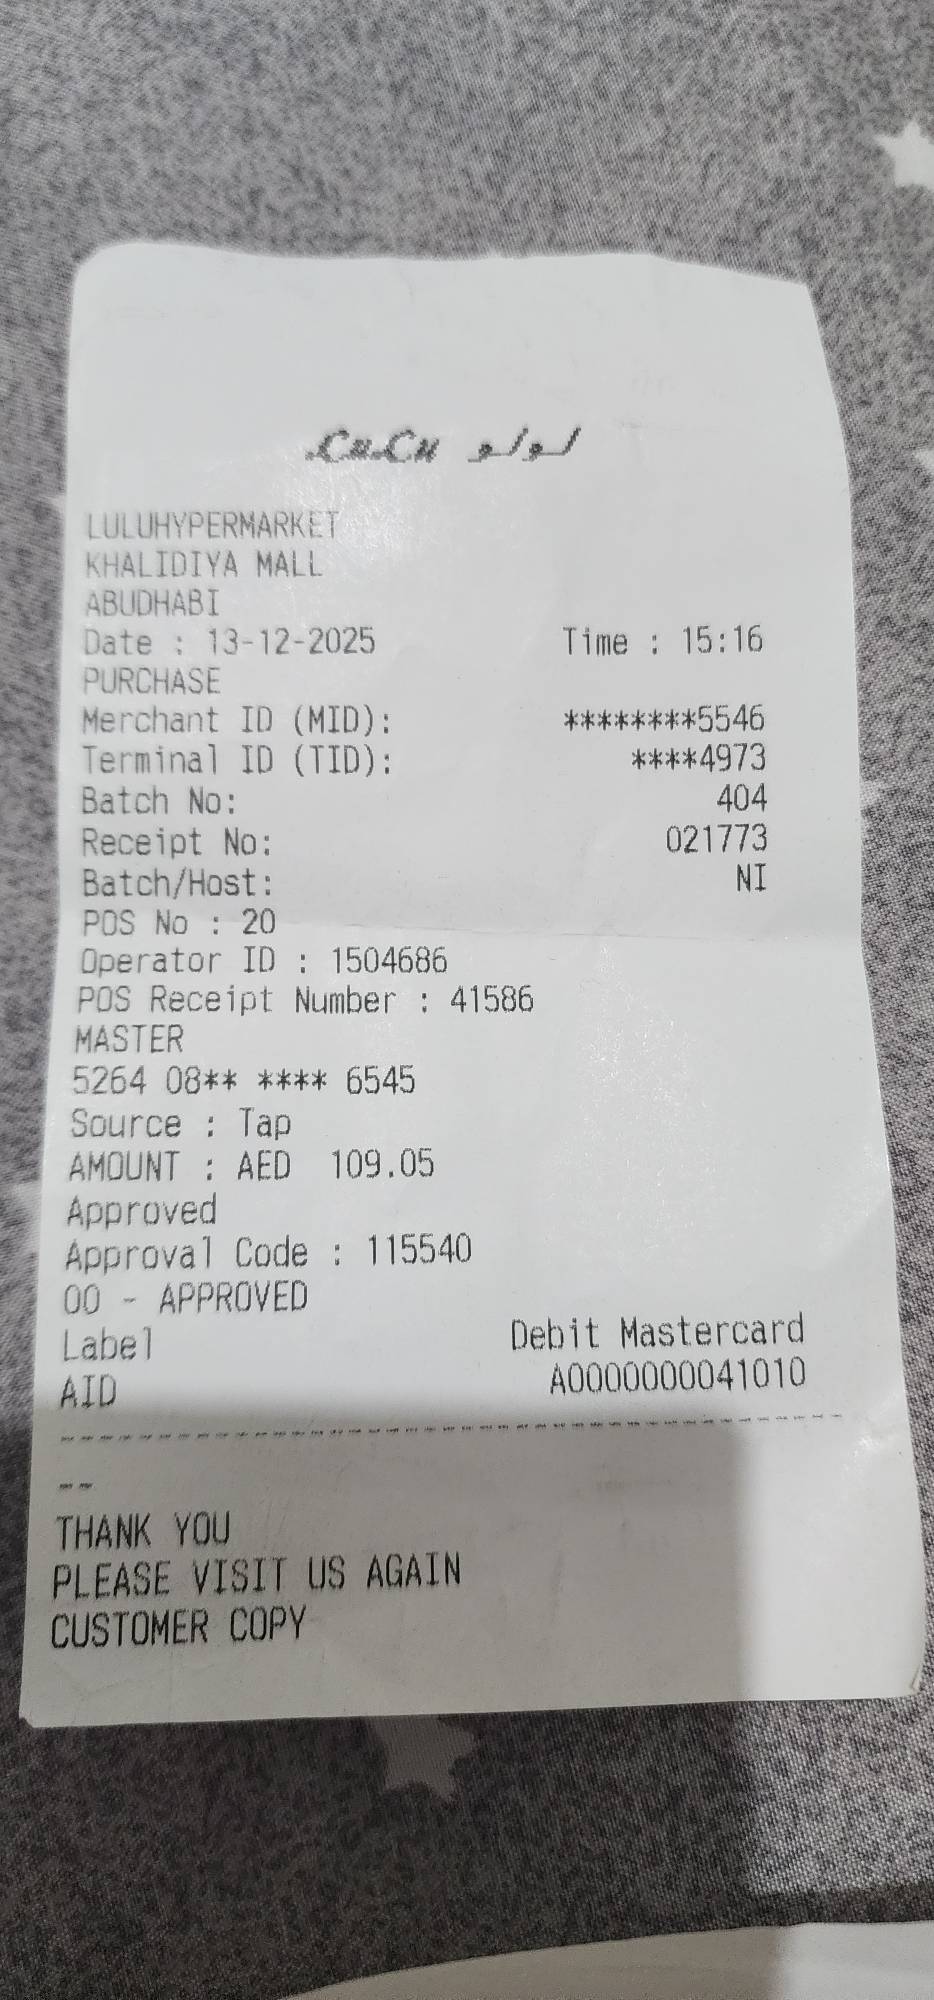 LuLu لولو
LULUHYPERMARKET
KHALIDIYA MALL
ABUDHABI
Date : 13-12-2025 Time : 15:16
PURCHASE
Merchant ID (MID): ********5546
Terminal ID (TID): ****4973
Batch No: 404
Receipt No: 021773
Batch/Host: NI
POS No : 20
Operator ID : 1504686
POS Receipt Number : 41586
MASTER
5264 08** **** 6545
Source : Tap
AMOUNT : AED 109.05
Approved
Approval Code : 115540
00 - APPROVED
Label Debit Mastercard
AID A0000000041010
THANK YOU
PLEASE VISIT US AGAIN
CUSTOMER COPY